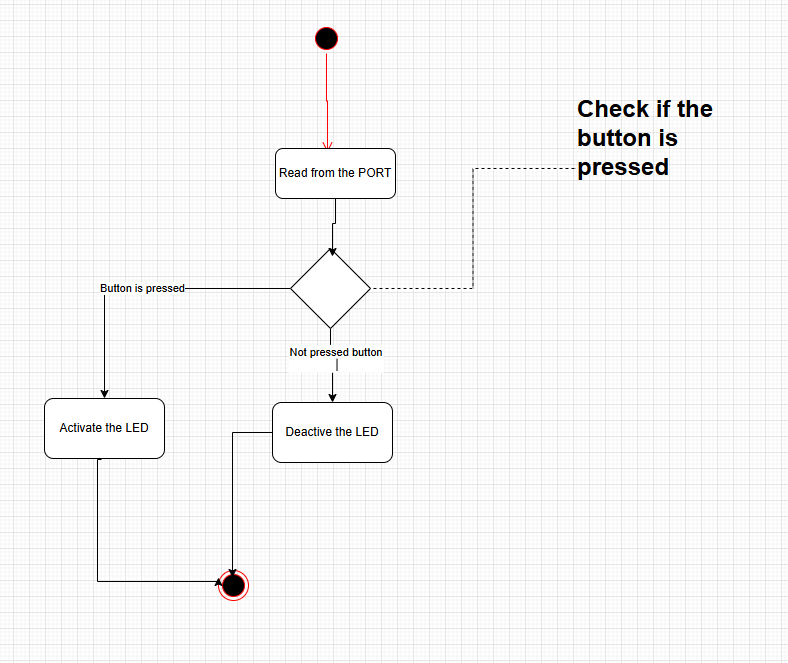 Check if the
button is
pressed
Read from the PORT
Button is pressed
Not pressed button
Activate the LED
Deactive the LED